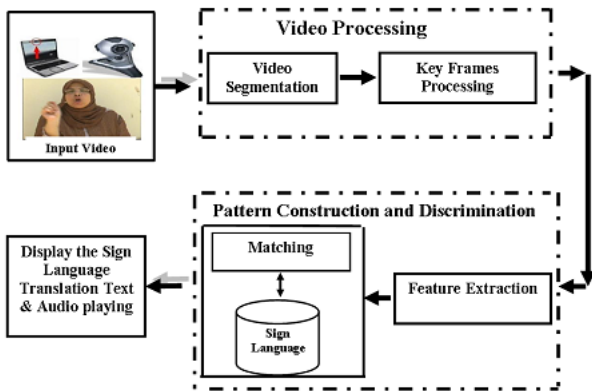 Input Video
Video Processing
Video
Segmentation
Key Frames
Processing
Pattern Construction and Discrimination
Feature Extraction
Matching
Sign
Language
Display the Sign
Language
Translation Text
& Audio playing